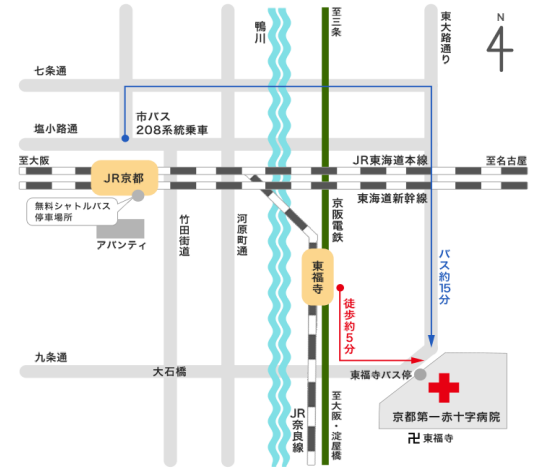 至三条
鴨川
東大路通り
N
七条通
市バス
208系統乗車
塩小路通
至大阪
JR東海道本線
至名古屋
JR京都
東海道新幹線
無料シャトルバス
停車場所
アバンティ
竹田街道
河原町通
京阪電鉄
東福寺
バス約15分
徒歩約5分
九条通
大石橋
東福寺バス停
至大阪・淀屋橋
JR奈良線
京都第一赤十字病院
卍東福寺